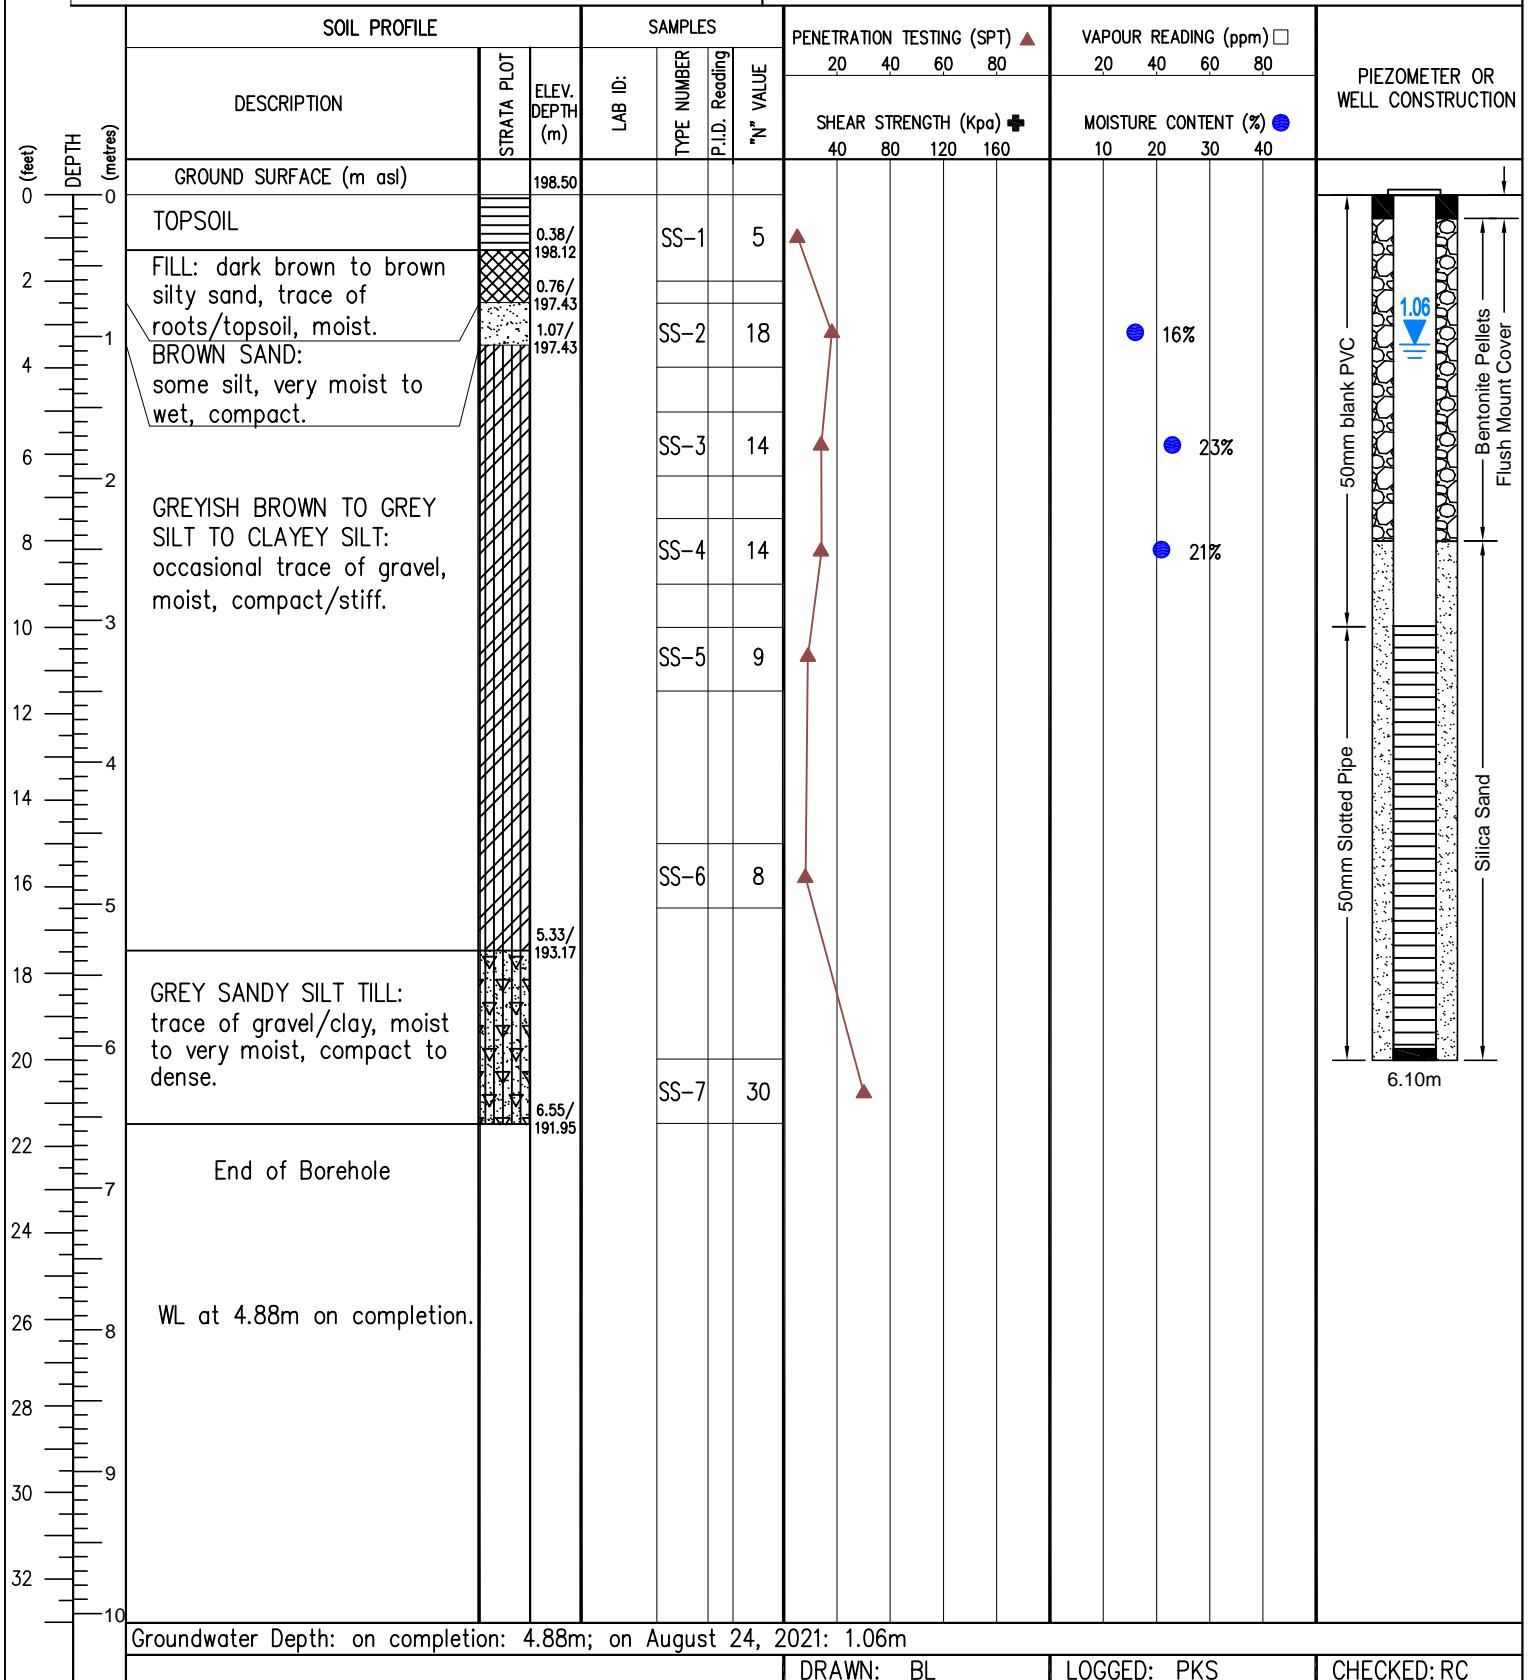 SOIL PROFILE
SAMPLES
PENETRATION TESTING (SPT)
20 40 60 80
VAPOUR READING (ppm)
20 40 60 80
PIEZOMETER OR
WELL CONSTRUCTION
DESCRIPTION
STRATA PLOT
ELEV.
DEPTH
(m)
LAB ID:
TYPE NUMBER
P.I.D. Reading
"N" VALUE
SHEAR STRENGTH (Kpa)
40 80 120 160
MOISTURE CONTENT (%)
10 20 30 40
(feet)
DEPTH
(metres)
GROUND SURFACE (m asl)
198.50
0
0
TOPSOIL
0.38/
198.12
SS-1 5
FILL: dark brown to brown
silty sand, trace of
roots/topsoil, moist.
0.76/
197.43
2
1.07/
197.43
1
SS-2 18
16%
1.06
BROWN SAND:
some silt, very moist to
wet, compact.
4
50mm blank PVC
Bentonite Pellets
Flush Mount Cover
SS-3 14
23%
6
2
GREYISH BROWN TO GREY
SILT TO CLAYEY SILT:
occasional trace of gravel,
moist, compact/stiff.
8
SS-4 14
21%
10
3
SS-5 9
12
4
14
50mm Slotted Pipe
Silica Sand
SS-6 8
16
5
5.33/
193.17
18
GREY SANDY SILT TILL:
trace of gravel/clay, moist
to very moist, compact to
dense.
6
20
SS-7 30
6.10m
6.55/
191.95
22
End of Borehole
7
24
WL at 4.88m on completion.
26
8
28
9
30
32
10
Groundwater Depth: on completion: 4.88m; on August 24, 2021: 1.06m
DRAWN: BL
LOGGED: PKS
CHECKED: RC